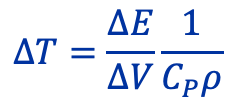 ΔT = ΔE/ΔV 1/C_P ρ